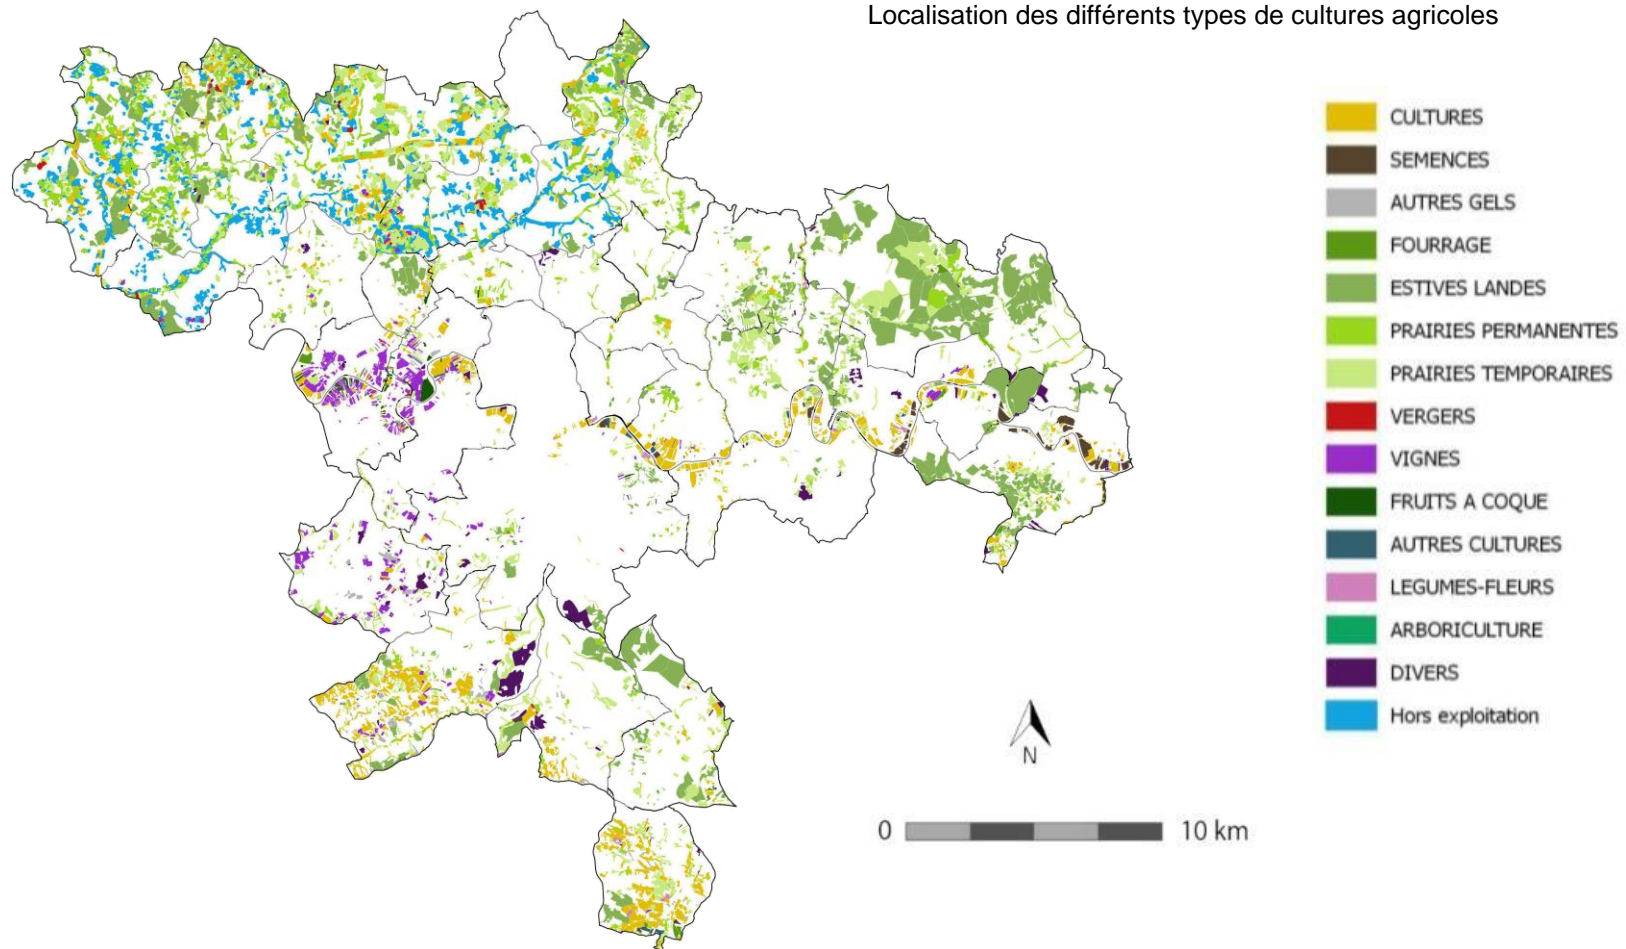 Localisation des différents types de cultures agricoles
CULTURES
SEMENCES
AUTRES GELS
FOURRAGE
ESTIVES LANDES
PRAIRIES PERMANENTES
PRAIRIES TEMPORAIRES
VERGERS
VIGNES
FRUITS A COQUE
AUTRES CULTURES
LEGUMES-FLEURS
ARBORICULTURE
DIVERS
Hors exploitation
N
0 10 km